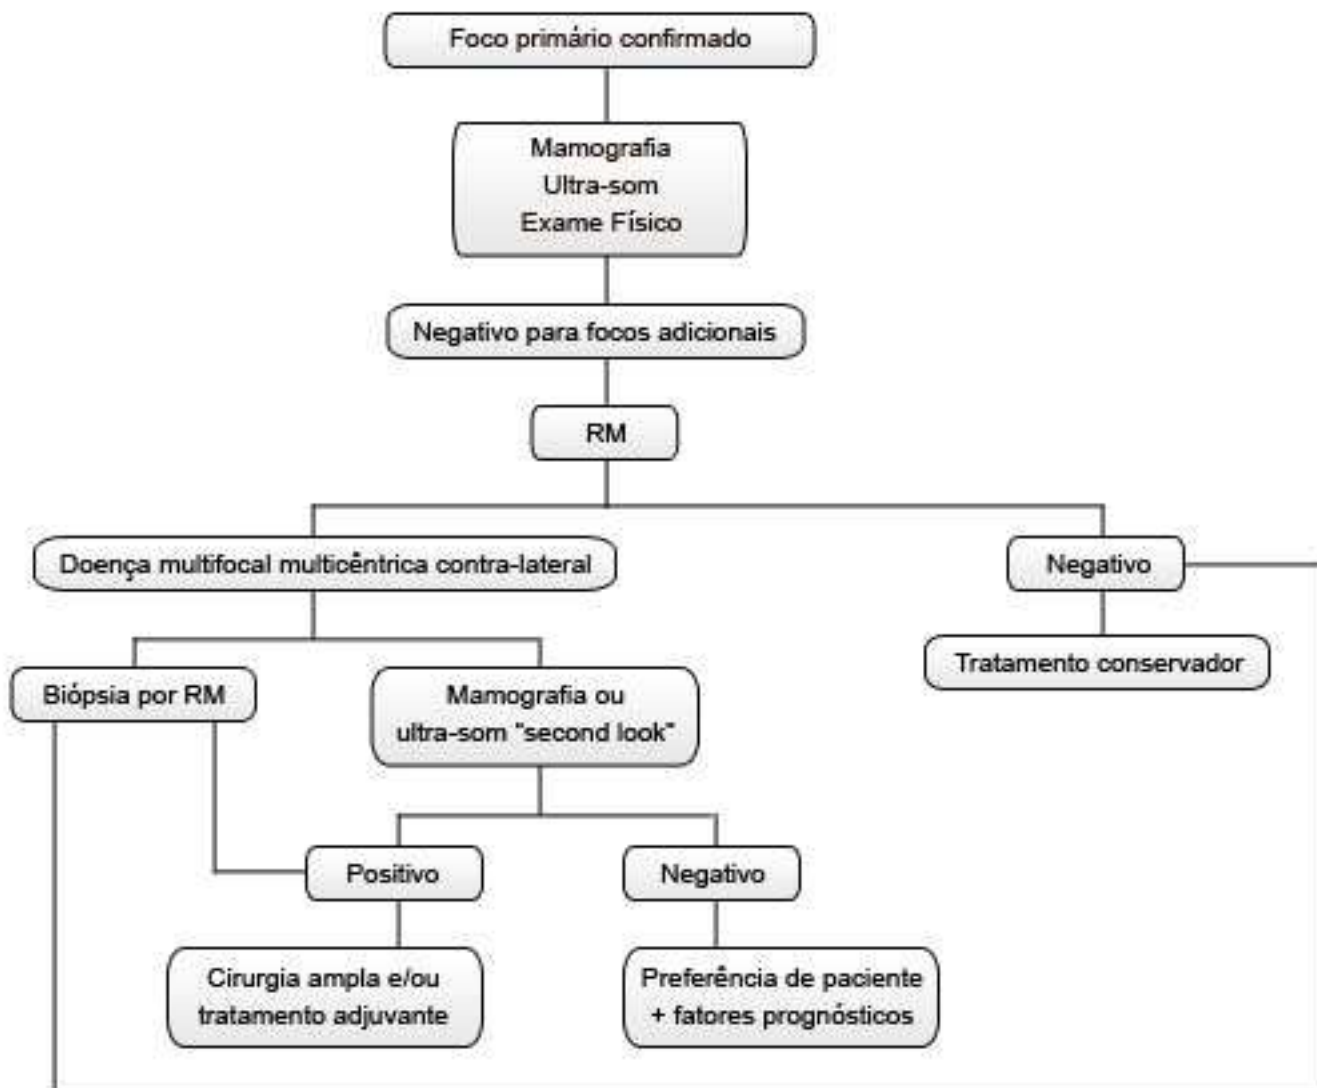 Foco primário confirmado
Mamografia
Ultra-som
Exame Físico
Negativo para focos adicionais
RM
Doença multifocal multicêntrica contra-lateral
Negativo
Tratamento conservador
Biópsia por RM
Mamografia ou
ultra-som "second look"
Positivo
Negativo
Cirurgia ampla e/ou
tratamento adjuvante
Preferência de paciente
+ fatores prognósticos